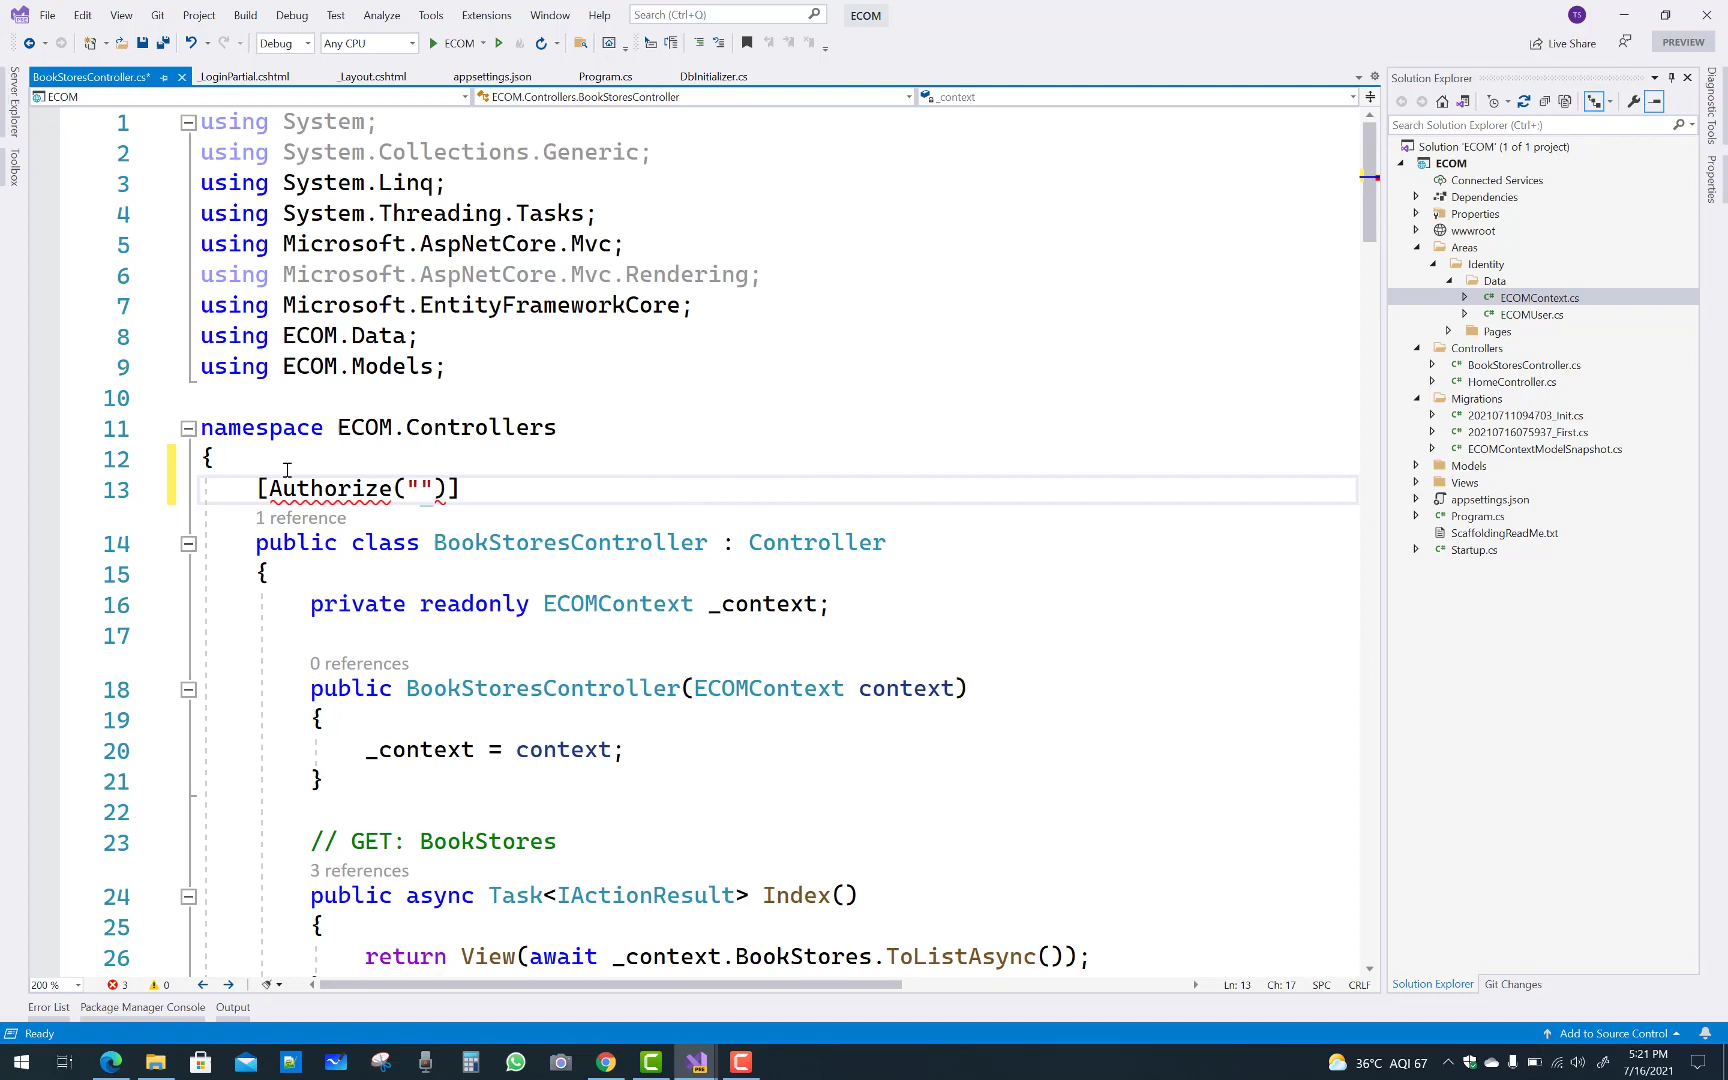 File Edit View Git Project Build Debug Test Analyze Tools Extensions Window Help Search (Ctrl+Q) ECOM TS
Debug Any CPU ECOM Live Share PREVIEW
BookStoresController.cs* _LoginPartial.cshtml _Layout.cshtml appsettings.json Program.cs DbInitializer.cs
ECOM ECOM.Controllers.BookStoresController _context
Server Explorer
Toolbox
1 using System;
2 using System.Collections.Generic;
3 using System.Linq;
4 using System.Threading.Tasks;
5 using Microsoft.AspNetCore.Mvc;
6 using Microsoft.AspNetCore.Mvc.Rendering;
7 using Microsoft.EntityFrameworkCore;
8 using ECOM.Data;
9 using ECOM.Models;
10
11 namespace ECOM.Controllers
12 {
13 [Authorize("")]
1 reference
14 public class BookStoresController : Controller
15 {
16 private readonly ECOMContext _context;
17
0 references
18 public BookStoresController(ECOMContext context)
19 {
20 _context = context;
21 }
22
23 // GET: BookStores
3 references
24 public async Task<IActionResult> Index()
25 {
26 return View(await _context.BookStores.ToListAsync());
200 % 3 0 Ln: 13 Ch: 17 SPC CRLF
Error List Package Manager Console Output
Solution Explorer
Search Solution Explorer (Ctrl+;)
Solution 'ECOM' (1 of 1 project)
ECOM
Connected Services
Dependencies
Properties
wwwroot
Areas
Identity
Data
ECOMContext.cs
ECOMUser.cs
Pages
Controllers
BookStoresController.cs
HomeController.cs
Migrations
20210711094703_Init.cs
20210716075937_First.cs
ECOMContextModelSnapshot.cs
Models
Views
appsettings.json
Program.cs
ScaffoldingReadMe.txt
Startup.cs
Solution Explorer Git Changes
Diagnostic Tools
Properties
Ready Add to Source Control
36°C AQI 67 5:21 PM
7/16/2021